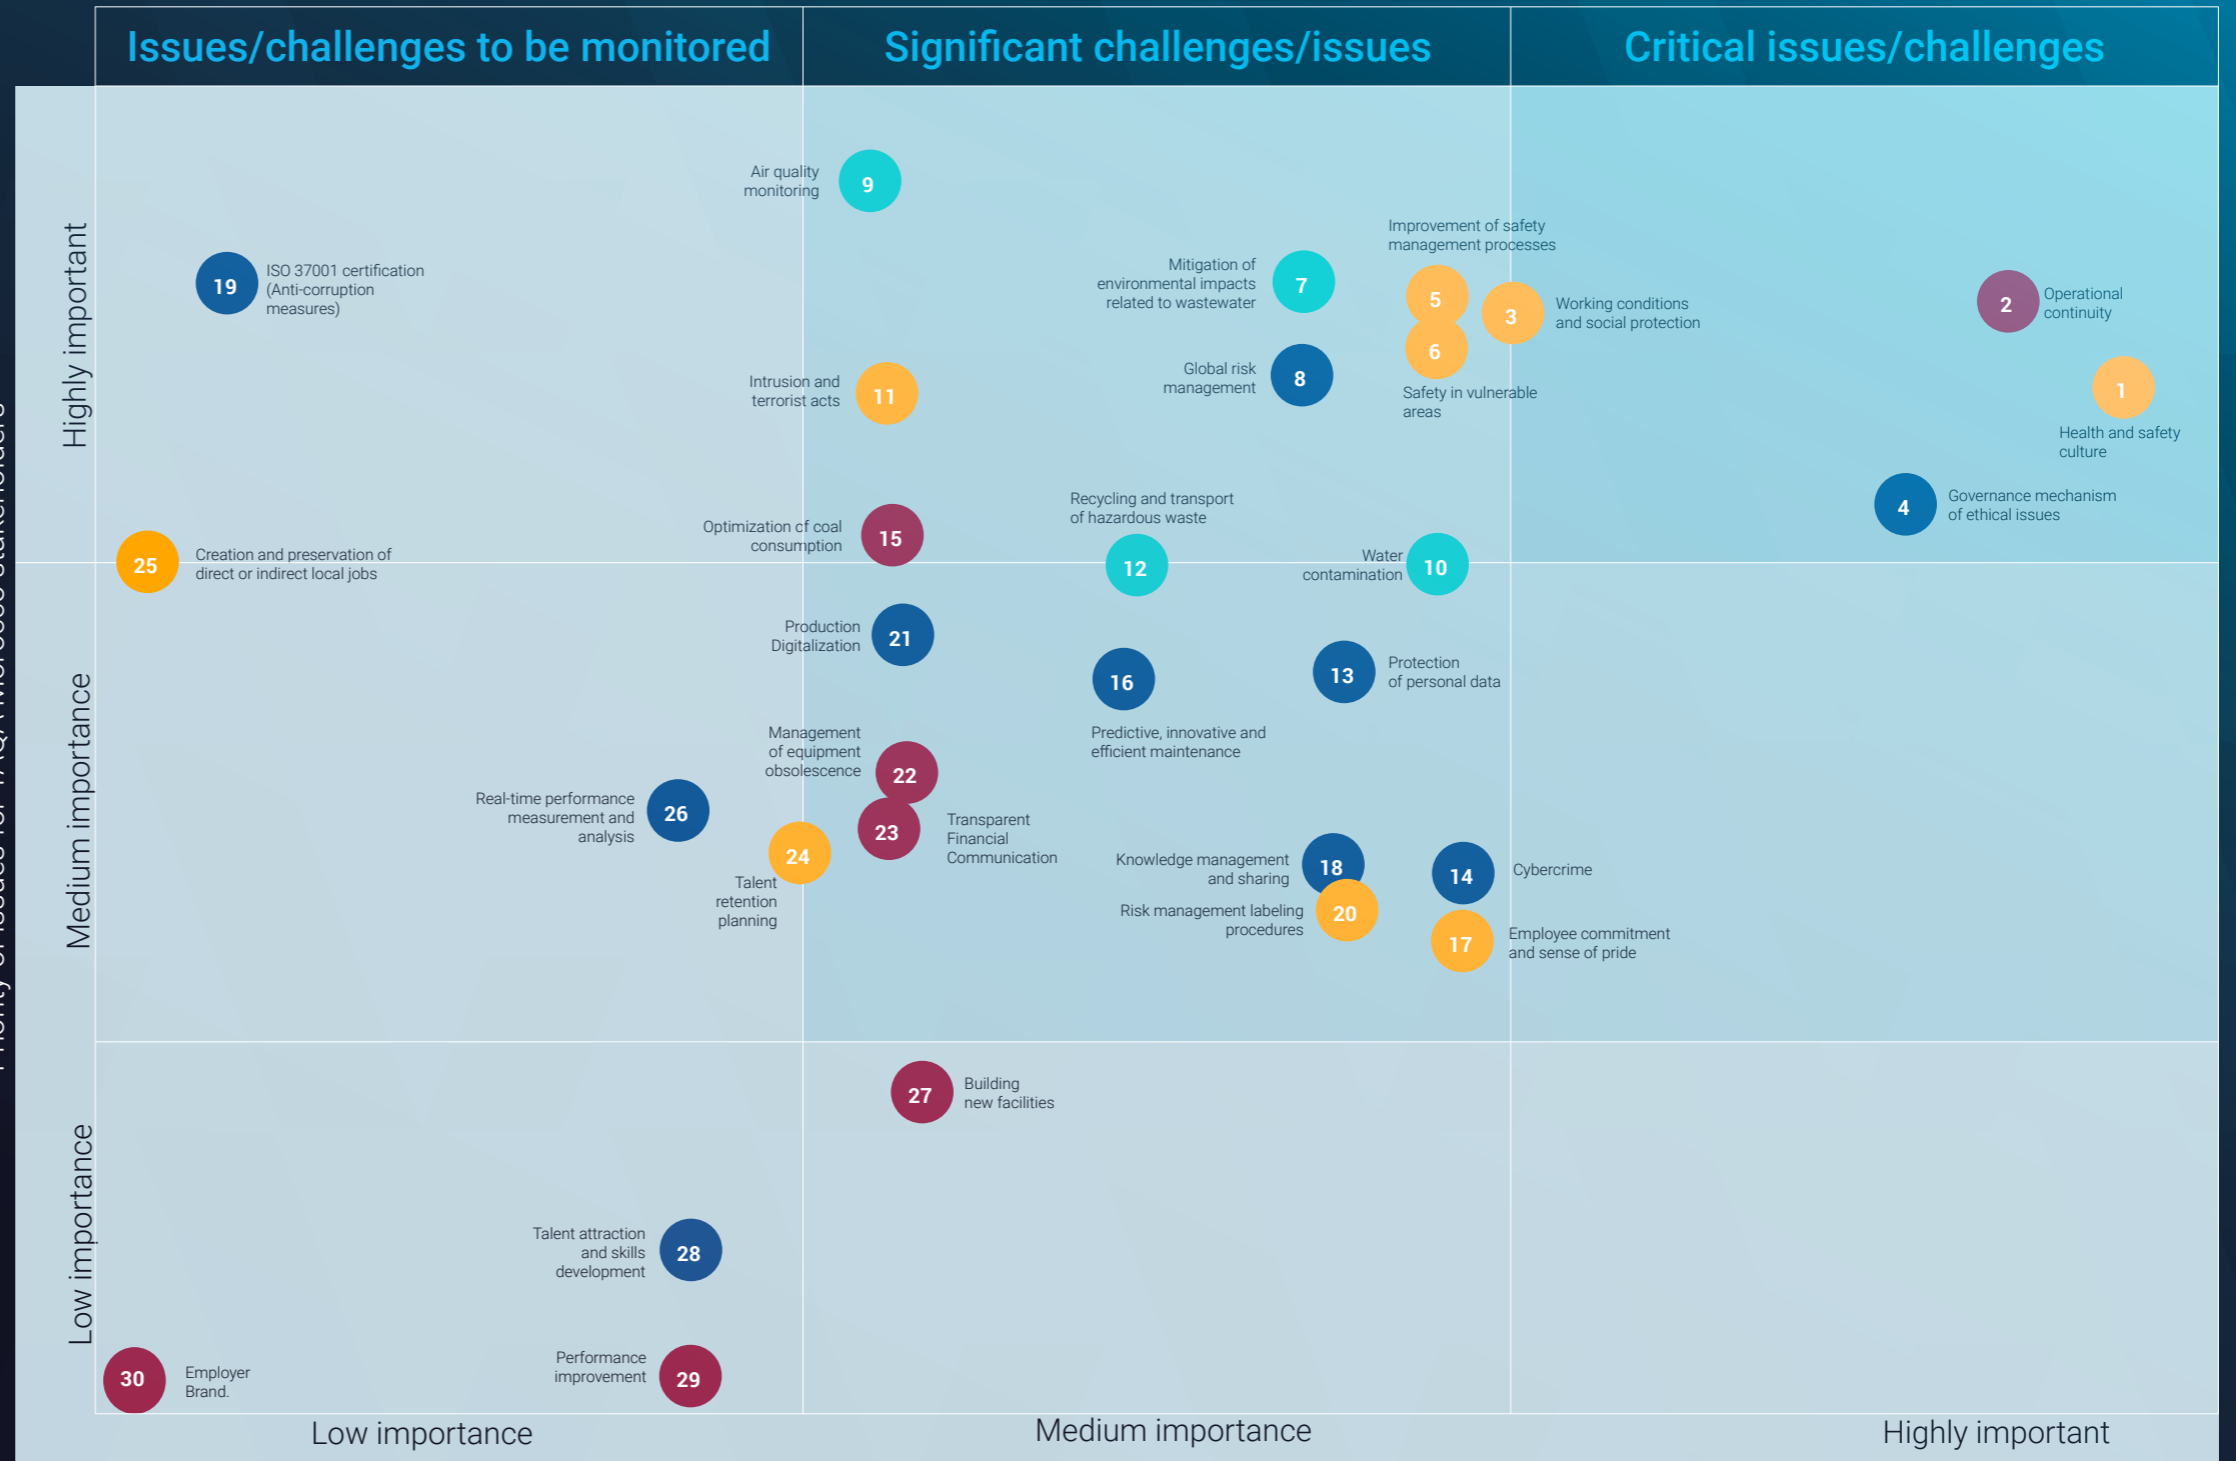 Issues/challenges to be monitored
Significant challenges/issues
Critical issues/challenges
Highly important
Medium importance
Low importance
9
Air quality
monitoring
19
ISO 37001 certification
(Anti-corruption
measures)
7
Mitigation of
environmental impacts
related to wastewater
Improvement of safety
management processes
5
3
Working conditions
and social protection
6
Safety in vulnerable
areas
2
Operational
continuity
8
Global risk
management
11
Intrusion and
terrorist acts
1
Health and safety
culture
4
Governance mechanism
of ethical issues
15
Optimization of coal
consumption
Recycling and transport
of hazardous waste
12
Water
contamination
10
25
Creation and preservation of
direct or indirect local jobs
Production
Digitalization
21
16
Predictive, innovative and
efficient maintenance
13
Protection
of personal data
Management
of equipment
obsolescence
22
Real-time performance
measurement and
analysis
26
23
Transparent
Financial
Communication
24
Talent
retention
planning
Knowledge management
and sharing
18
14
Cybercrime
Risk management labeling
procedures
20
17
Employee commitment
and sense of pride
27
Building
new facilities
Talent attraction
and skills
development
28
30
Employer
Brand.
Performance
improvement
29
Low importance
Medium importance
Highly important